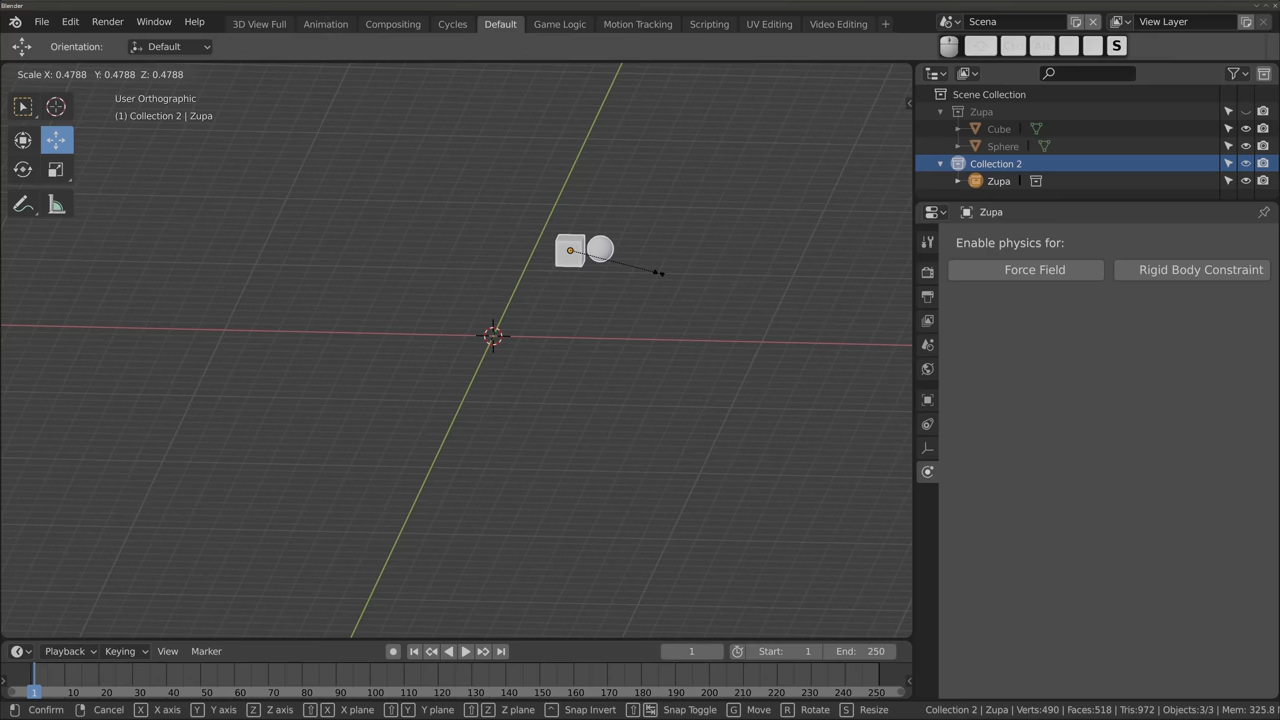 Blender
File Edit Render Window Help 3D View Full Animation Compositing Cycles Default Game Logic Motion Tracking Scripting UV Editing Video Editing + Scena View Layer
Orientation: Default S
Scale X: 0.4788 Y: 0.4788 Z: 0.4788
User Orthographic
(1) Collection 2 | Zupa
Scene Collection
Zupa
Cube
Sphere
Collection 2
Zupa
Zupa
Enable physics for:
Force Field Rigid Body Constraint
Playback Keying View Marker 1 Start: 1 End: 250
1 10 20 30 40 50 60 70 80 90 100 110 120 130 140 150 160 170 180 190 200 210 220 230 240 250
Confirm Cancel X X axis Y Y axis Z Z axis X X plane Y Y plane Z Z plane ^ Snap Invert Snap Toggle G Move R Rotate S Resize Collection 2 | Zupa | Verts:490 | Faces:518 | Tris:972 | Objects:3/3 | Mem: 325.8